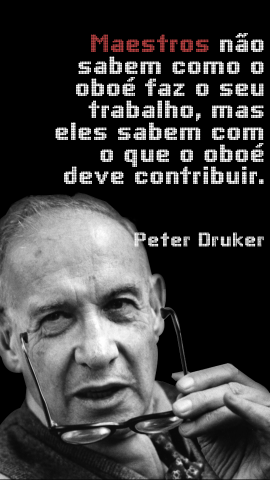 Maestros não
sabem como o
oboé faz o seu
trabalho, mas
eles sabem com
o que o oboé
deve contribuir.
Peter Druker